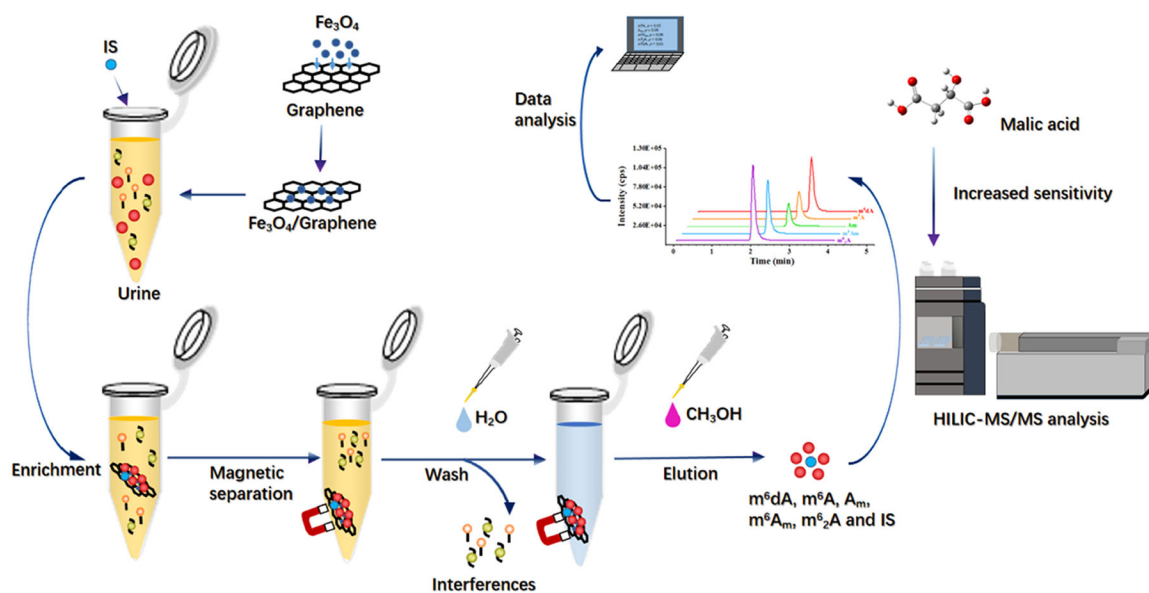 IS
Fe₃O₄
Graphene
Fe₃O₄/Graphene
Urine
Enrichment
Magnetic
separation
H₂O
Wash
Interferences
CH₃OH
Elution
m⁶dA, m⁶A, Aₘ,
m⁶Aₘ, m⁶₂A and IS
Data
analysis
Intensity (cps)
1.30E+05
1.04E+05
7.80E+04
5.20E+04
2.60E+04
0
1
2
3
4
5
Time (min)
m⁶dA
Am
Malic acid
Increased sensitivity
HILIC-MS/MS analysis